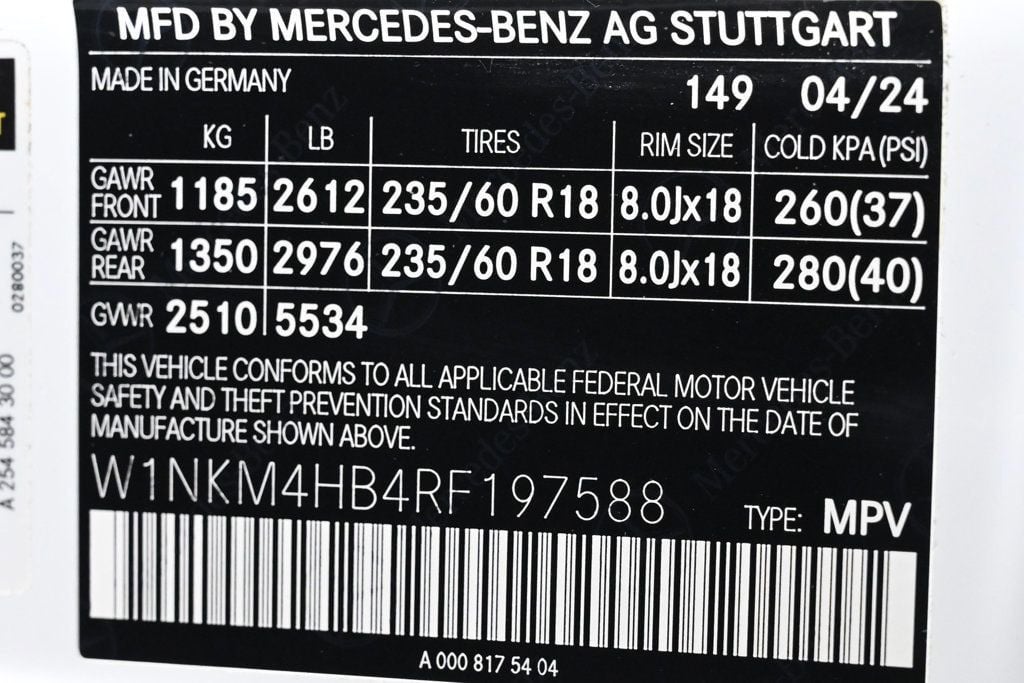 MFD BY MERCEDES-BENZ AG STUTTGART
MADE IN GERMANY 149 04/24
KG LB TIRES RIM SIZE COLD KPA (PSI)
GAWR FRONT 1185 2612 235/60 R18 8.0Jx18 260(37)
GAWR REAR 1350 2976 235/60 R18 8.0Jx18 280(40)
GVWR 2510 5534
THIS VEHICLE CONFORMS TO ALL APPLICABLE FEDERAL MOTOR VEHICLE
SAFETY AND THEFT PREVENTION STANDARDS IN EFFECT ON THE DATE OF
MANUFACTURE SHOWN ABOVE.
W1NKM4HB4RF197588
TYPE: MPV
A 000 817 54 04
A 254 584 30 00
0280037